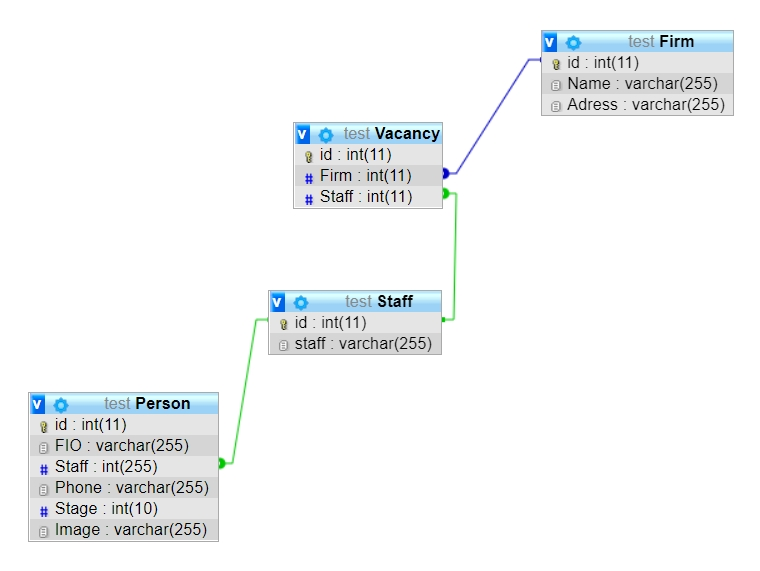 test Firm
id : int(11)
Name : varchar(255)
Adress : varchar(255)
v test Vacancy
id : int(11)
# Firm : int(11)
# Staff : int(11)
v test Staff
id : int(11)
staff : varchar(255)
v test Person
id : int(11)
FIO : varchar(255)
# Staff : int(255)
Phone : varchar(255)
# Stage : int(10)
Image : varchar(255)